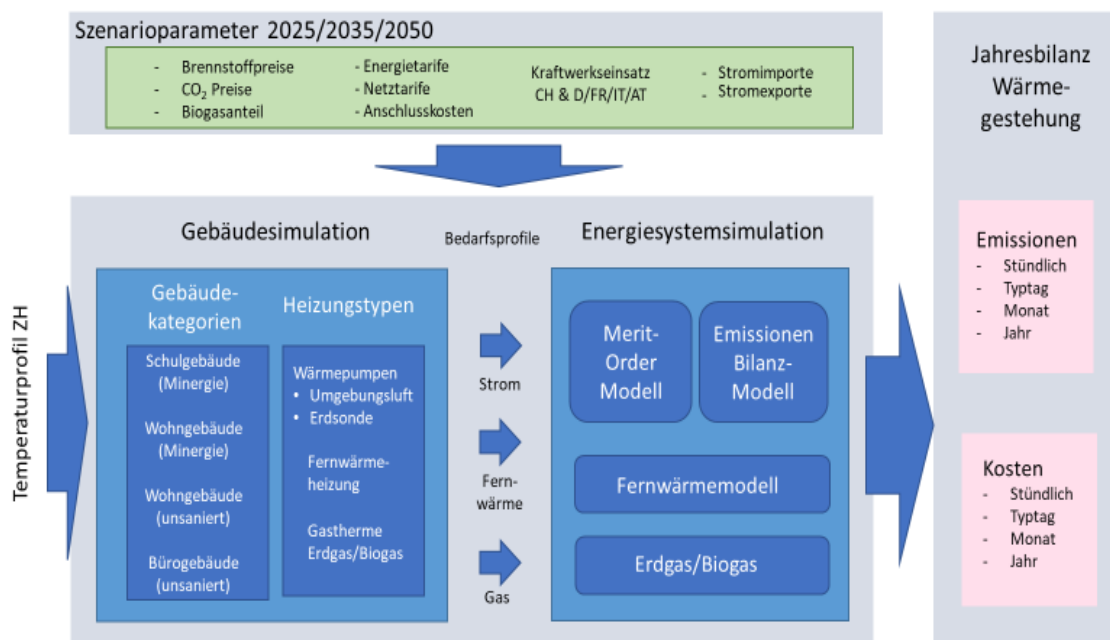 Szenarioparameter 2025/2035/2050
- Brennstoffpreise
- CO₂ Preise
- Biogasanteil
- Energietarife
- Netztarife
- Anschlusskosten
Kraftwerkseinsatz
CH & D/FR/IT/AT
- Stromimporte
- Stromexporte
Temperaturprofil ZH
Gebäudesimulation
Gebäude-
kategorien
Schulgebäude
(Minergie)
Wohngebäude
(Minergie)
Wohngebäude
(unsaniert)
Bürogebäude
(unsaniert)
Heizungstypen
Wärmepumpen
• Umgebungsluft
• Erdsonde
Fernwärme-
heizung
Gastherme
Erdgas/Biogas
Bedarfsprofile
Strom
Fern-
wärme
Gas
Energiesystemsimulation
Merit-
Order
Modell
Emissionen
Bilanz-
Modell
Fernwärmemodell
Erdgas/Biogas
Jahresbilanz
Wärme-
gestehung
Emissionen
- Stündlich
- Typtag
- Monat
- Jahr
Kosten
- Stündlich
- Typtag
- Monat
- Jahr